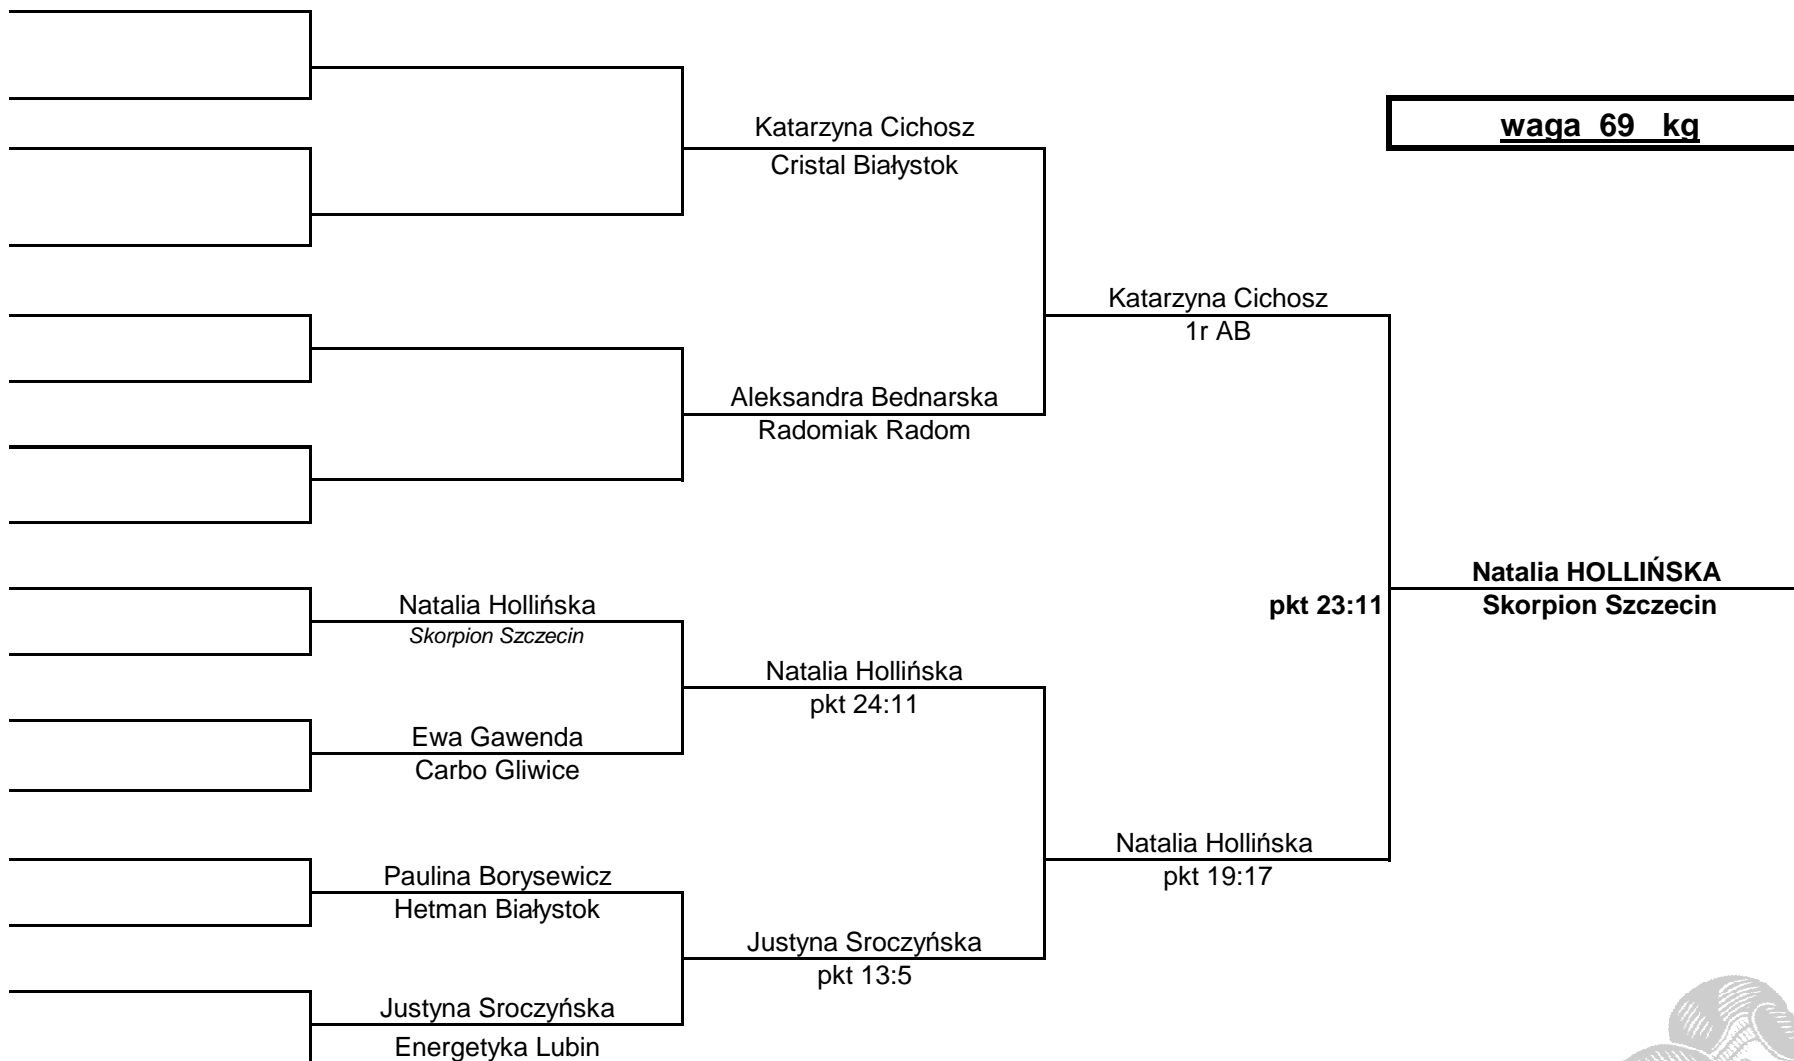 Katarzyna Cichosz
waga 69 kg
Cristal Białystok
Katarzyna Cichosz
1r AB
Aleksandra Bednarska
Radomiak Radom
Natalia HOLLIŃSKA
Natalia Hollińska
pkt 23:11
Skorpion Szczecin
Skorpion Szczecin
Natalia Hollińska
pkt 24:11
Ewa Gawenda
Carbo Gliwice
Natalia Hollińska
pkt 19:17
Paulina Borysewicz
Hetman Białystok
Justyna Sroczyńska
pkt 13:5
Justyna Sroczyńska
Energetyka Lubin